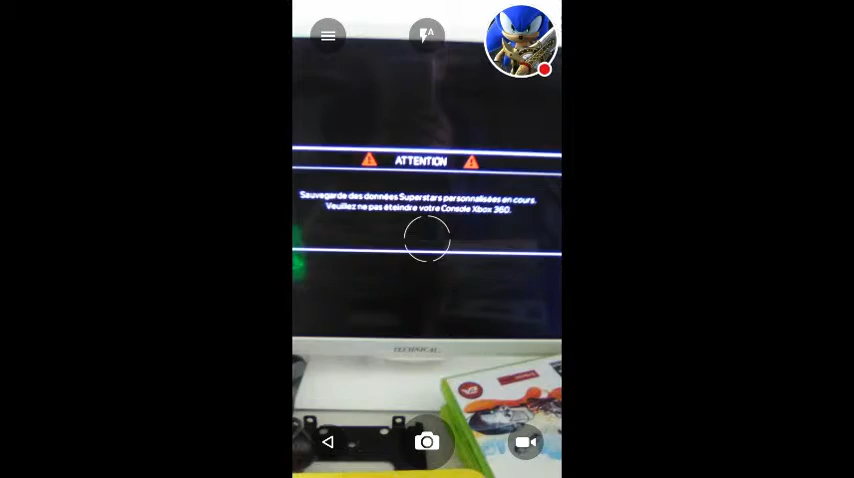 A
ATTENTION
Sauvegarde des données Superstars personnalisées en cours.
Veuillez ne pas éteindre votre Console Xbox 360.
TECHNICAL